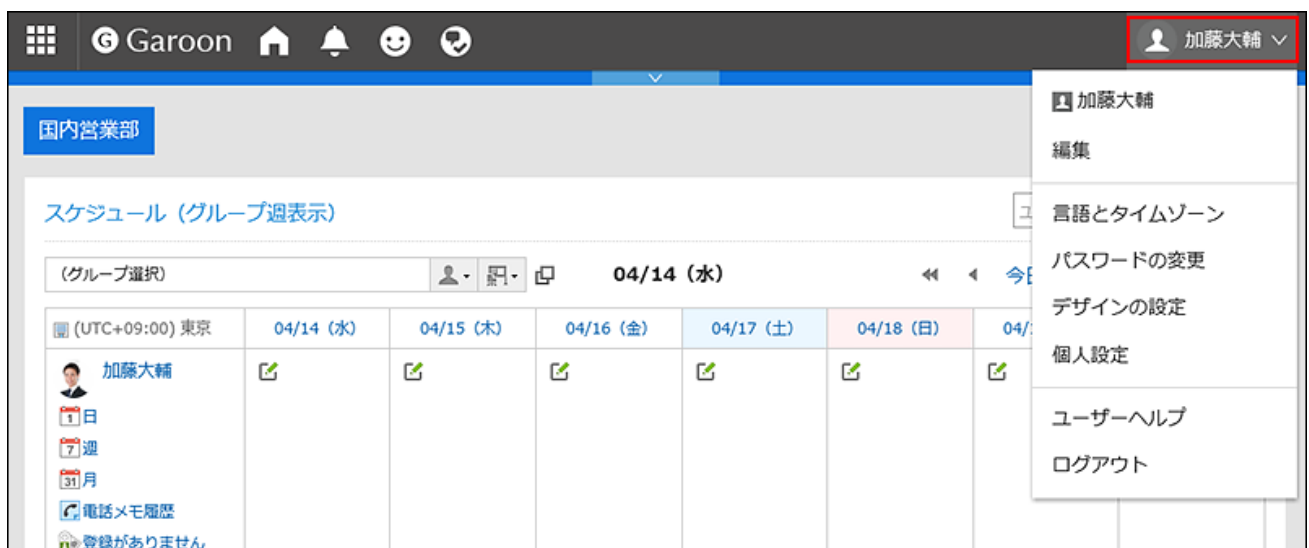 Garoon
加藤大輔
加藤大輔
編集
国内営業部
言語とタイムゾーン
パスワードの変更
デザインの設定
個人設定
ユーザーヘルプ
ログアウト
スケジュール（グループ週表示）
（グループ選択）
04/14（水）
(UTC+09:00) 東京
04/14（水）
04/15（木）
04/16（金）
04/17（土）
04/18（日）
加藤大輔
1 日
7 週
31 月
電話メモ履歴
登録がありません